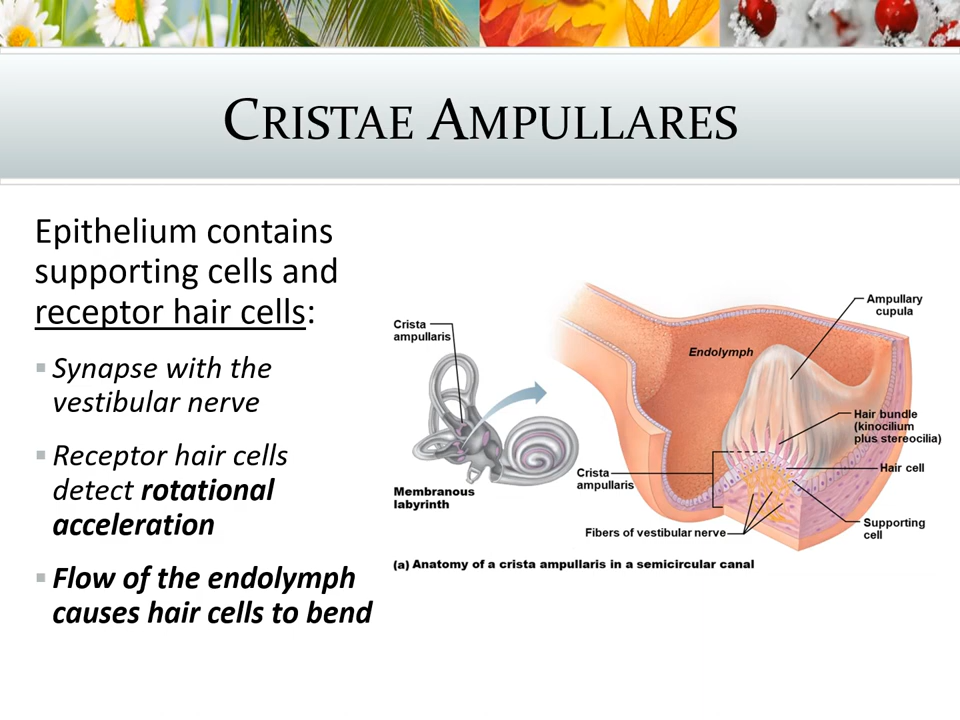 CRISTAE AMPULLARES
Epithelium contains
supporting cells and
receptor hair cells:
Synapse with the
vestibular nerve
Receptor hair cells
detect rotational
acceleration
Flow of the endolymph
causes hair cells to bend
Crista
ampullaris
Membranous
labyrinth
Ampullary
cupula
Endolymph
Hair bundle
(kinocilium
plus stereocilia)
Hair cell
Crista
ampullaris
Supporting
cell
Fibers of vestibular nerve
(a) Anatomy of a crista ampullaris in a semicircular canal